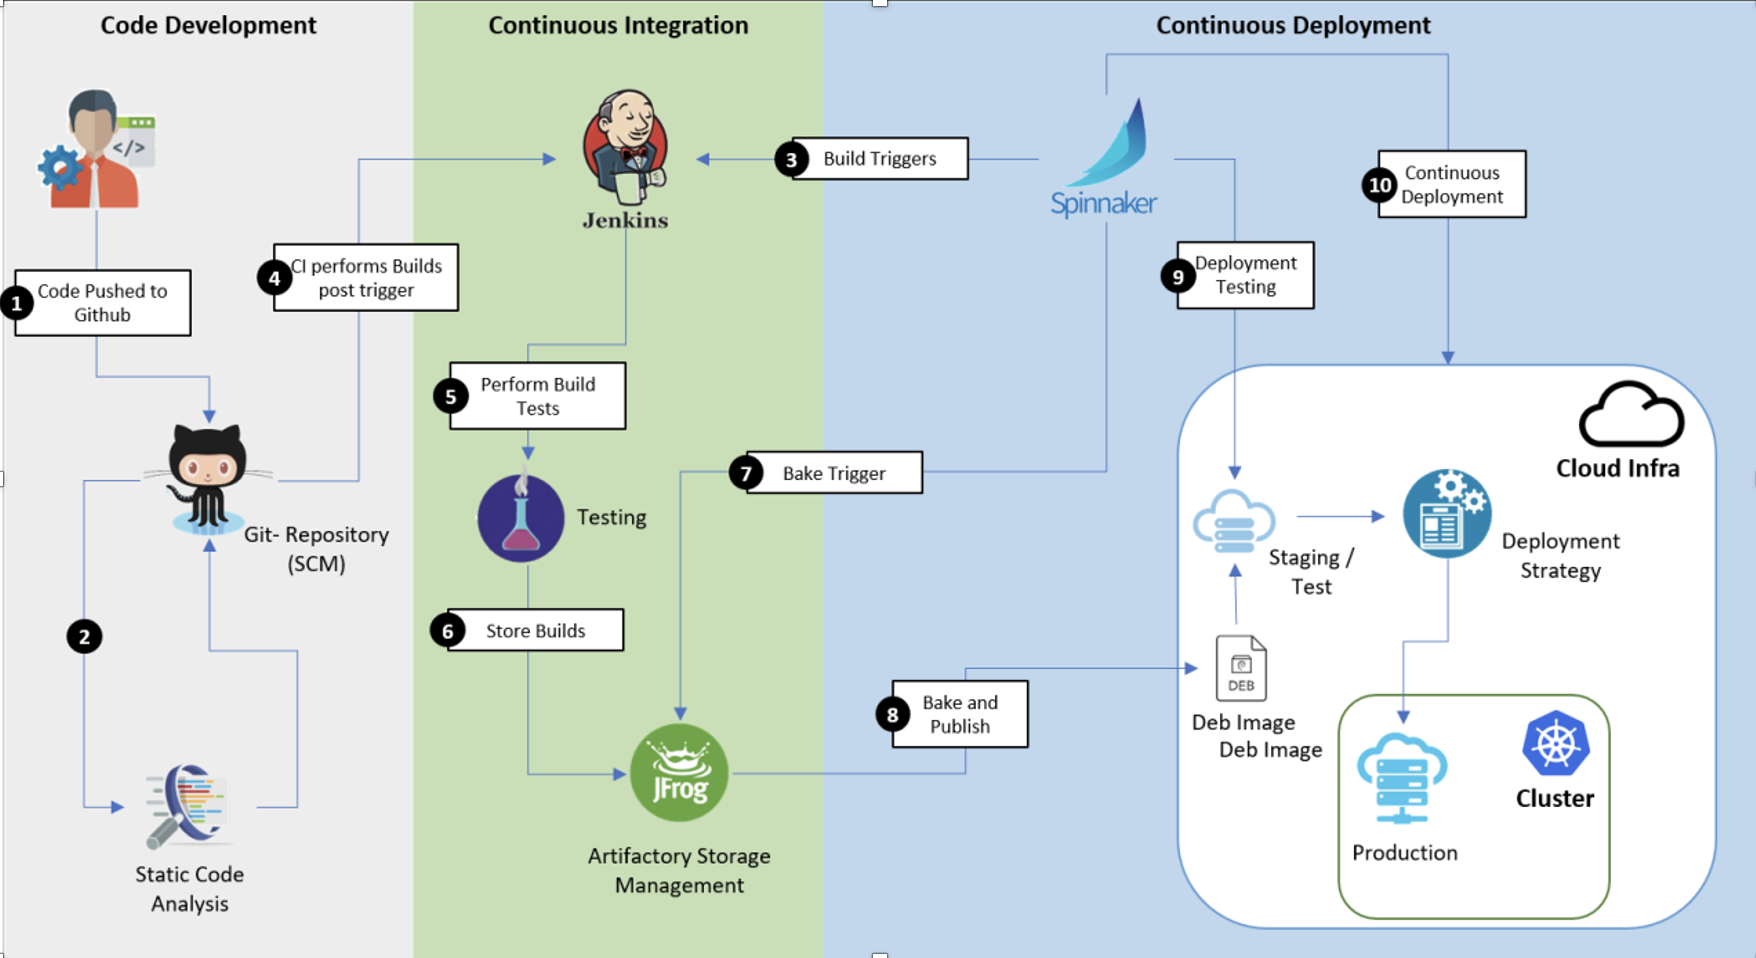 Code Development
Continuous Integration
Continuous Deployment
</>
Jenkins
3
Build Triggers
Spinnaker
10
Continuous
Deployment
1
Code Pushed to
Github
4
CI performs Builds
post trigger
9
Deployment
Testing
5
Perform Build
Tests
7
Bake Trigger
Cloud Infra
Git- Repository
(SCM)
Testing
Staging /
Test
Deployment
Strategy
2
6
Store Builds
8
Bake and
Publish
DEB
Deb Image
Deb Image
JFrog
Cluster
Static Code
Analysis
Artifactory Storage
Management
Production